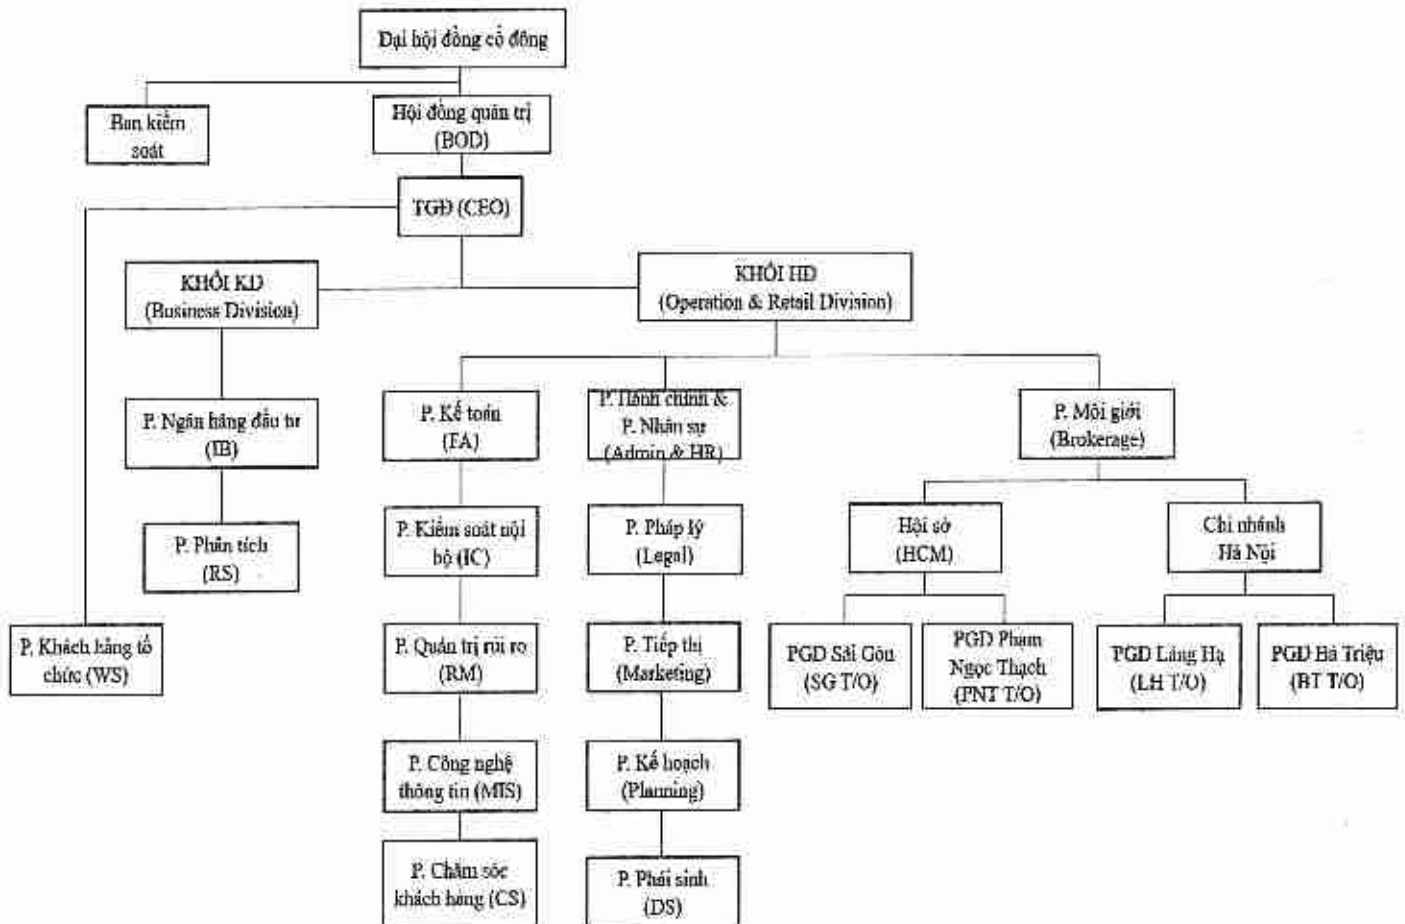 Đại hội đồng cổ đông
Ban kiểm
soát
Hội đồng quản trị
(BOD)
TGĐ (CEO)
KHỐI KD
(Business Division)
KHỐI HĐ
(Operation & Retail Division)
P. Ngân hàng đầu tư
(IB)
P. Kế toán
(FA)
P. Hành chính &
P. Nhân sự
(Admin & HR)
P. Môi giới
(Brokerage)
P. Phân tích
(RS)
P. Kiểm soát nội
bộ (IC)
P. Pháp lý
(Legal)
Hội sở
(HCM)
Chi nhánh
Hà Nội
P. Khách hàng tổ
chức (WS)
P. Quản trị rủi ro
(RM)
P. Tiếp thị
(Marketing)
PGD Sài Gòn
(SG T/O)
PGD Phạm
Ngọc Thạch
(PNT T/O)
PGD Láng Hạ
(LH T/O)
PGD Bà Triệu
(BT T/O)
P. Công nghệ
thông tin (MIS)
P. Kế hoạch
(Planning)
P. Chăm sóc
khách hàng (CS)
P. Phái sinh
(DS)